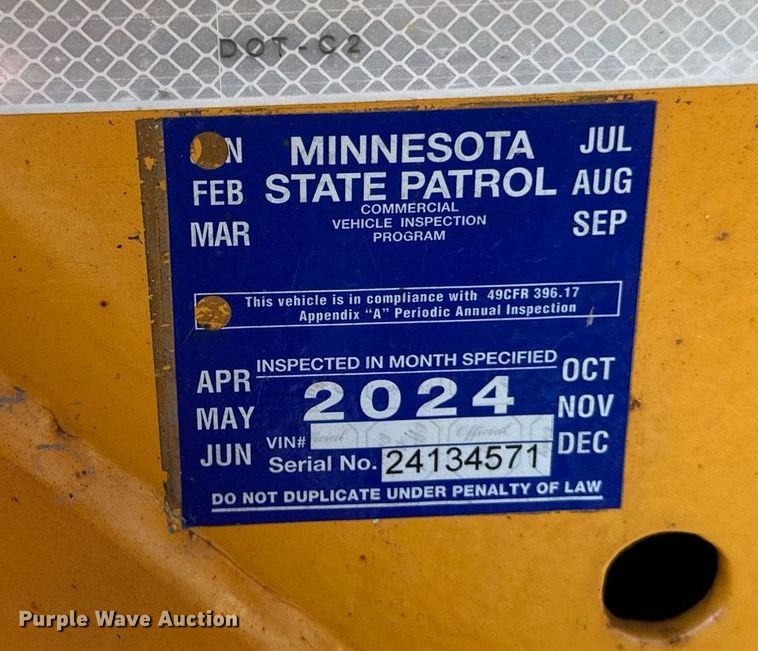 DOT-C2
MINNESOTA
STATE PATROL
COMMERCIAL
VEHICLE INSPECTION
PROGRAM
N
FEB
MAR
JUL
AUG
SEP
This vehicle is in compliance with 49CFR 396.17
Appendix "A" Periodic Annual Inspection
INSPECTED IN MONTH SPECIFIED
2024
APR
MAY
JUN
OCT
NOV
DEC
VIN# Official
Serial No. 24134571
DO NOT DUPLICATE UNDER PENALTY OF LAW
Purple Wave Auction